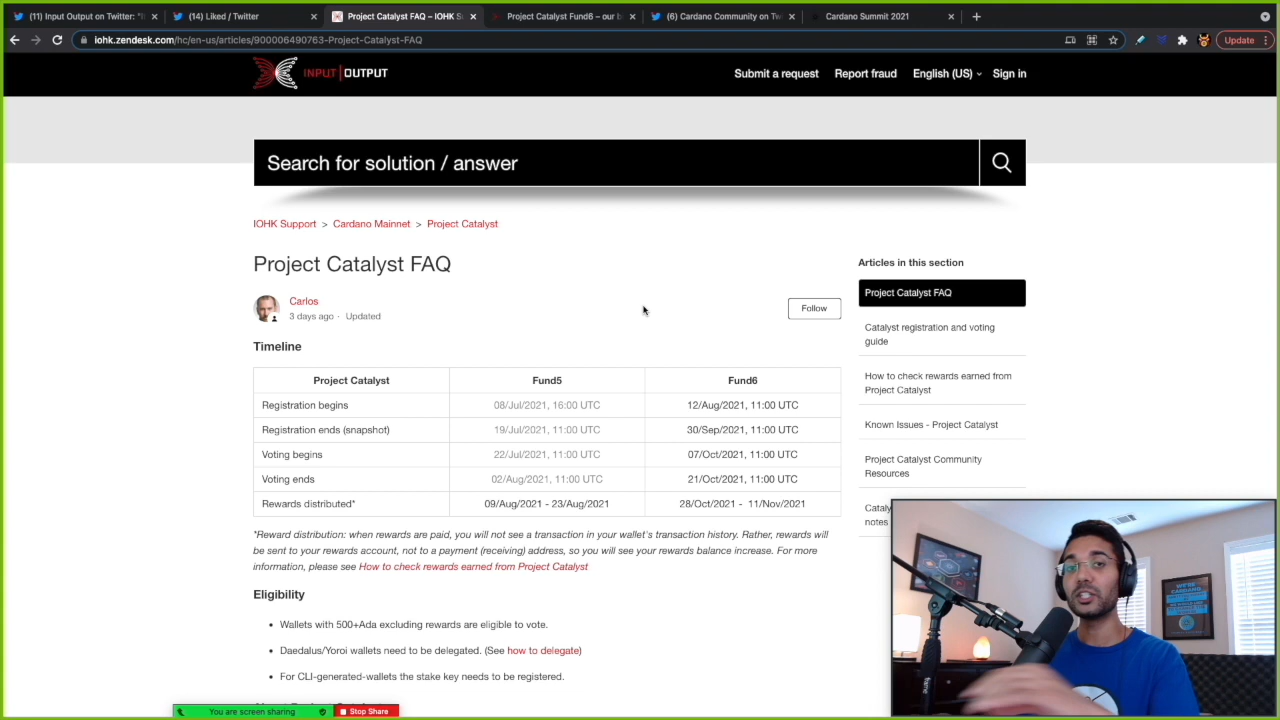 (11) Input Output on Twitter: "I
(14) Liked / Twitter
Project Catalyst FAQ – IOHK S
Project Catalyst Fund6 – our b
(6) Cardano Community on Tw
Cardano Summit 2021
iohk.zendesk.com/hc/en-us/articles/900006490763-Project-Catalyst-FAQ
Update
INPUT | OUTPUT
Submit a request
Report fraud
English (US)
Sign in
Search for solution / answer
IOHK Support > Cardano Mainnet > Project Catalyst
Project Catalyst FAQ
Carlos
3 days ago · Updated
Follow
Timeline
Project Catalyst Fund5 Fund6
Registration begins 08/Jul/2021, 16:00 UTC 12/Aug/2021, 11:00 UTC
Registration ends (snapshot) 19/Jul/2021, 11:00 UTC 30/Sep/2021, 11:00 UTC
Voting begins 22/Jul/2021, 11:00 UTC 07/Oct/2021, 11:00 UTC
Voting ends 02/Aug/2021, 11:00 UTC 21/Oct/2021, 11:00 UTC
Rewards distributed* 09/Aug/2021 - 23/Aug/2021 28/Oct/2021 - 11/Nov/2021
*Reward distribution: when rewards are paid, you will not see a transaction in your wallet's transaction history. Rather, rewards will
be sent to your rewards account, not to a payment (receiving) address, so you will see your rewards balance increase. For more
information, please see How to check rewards earned from Project Catalyst
Eligibility
• Wallets with 500+Ada excluding rewards are eligible to vote.
• Daedalus/Yoroi wallets need to be delegated. (See how to delegate)
• For CLI-generated-wallets the stake key needs to be registered.
Articles in this section
Project Catalyst FAQ
Catalyst registration and voting
guide
How to check rewards earned from
Project Catalyst
Known Issues - Project Catalyst
Project Catalyst Community
Resources
Cataly
notes
WE'RE
CARDANO
frame
You are screen sharing
Stop Share